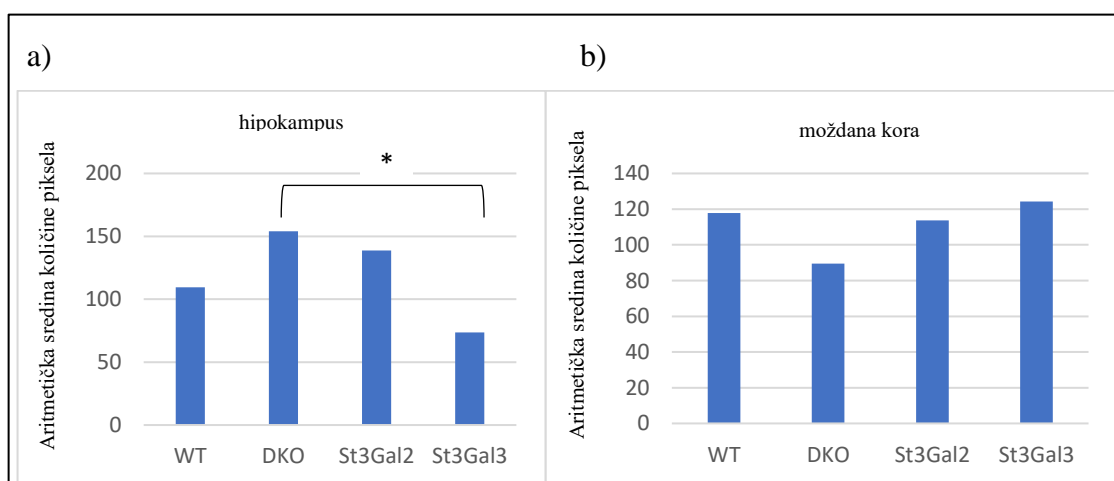 a)
hipokampus
*
Aritmetička sredina količine piksela
200
150
100
50
0
WT DKO St3Gal2 St3Gal3
b)
moždana kora
Aritmetička sredina količine piksela
140
120
100
80
60
40
20
0
WT DKO St3Gal2 St3Gal3